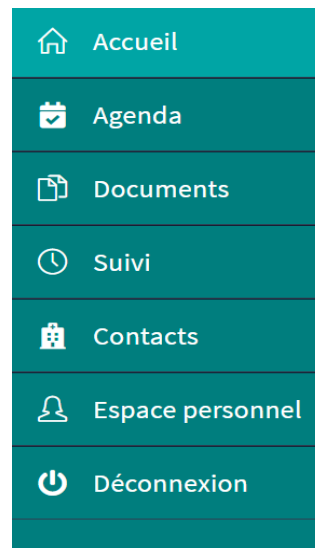 Accueil
Agenda
Documents
Suivi
Contacts
Espace personnel
Déconnexion